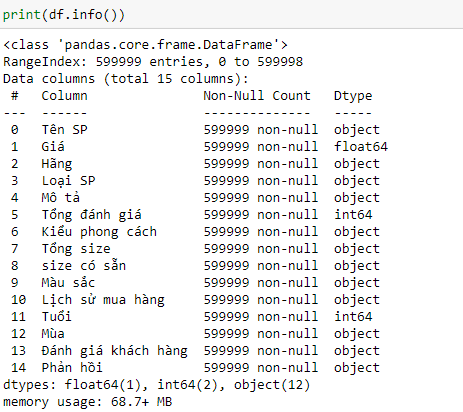 print(df.info())
<class 'pandas.core.frame.DataFrame'>
RangeIndex: 599999 entries, 0 to 599998
Data columns (total 15 columns):
 #   Column              Non-Null Count   Dtype
---  ------              --------------   -----
 0   Tên SP              599999 non-null  object
 1   Giá                 599999 non-null  float64
 2   Hãng                599999 non-null  object
 3   Loại SP             599999 non-null  object
 4   Mô tả               599999 non-null  object
 5   Tổng đánh giá       599999 non-null  int64
 6   Kiểu phong cách     599999 non-null  object
 7   Tổng size           599999 non-null  object
 8   size có sẵn         599999 non-null  object
 9   Màu sắc             599999 non-null  object
 10  Lịch sử mua hàng    599999 non-null  object
 11  Tuổi                599999 non-null  int64
 12  Mùa                 599999 non-null  object
 13  Đánh giá khách hàng 599999 non-null  object
 14  Phản hồi            599999 non-null  object
dtypes: float64(1), int64(2), object(12)
memory usage: 68.7+ MB